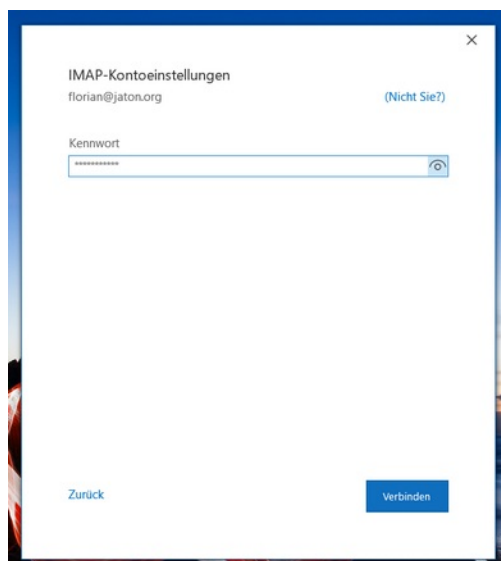 IMAP-Kontoeinstellungen
florian@jaton.org
(Nicht Sie?)
Kennwort
***********
Zurück
Verbinden